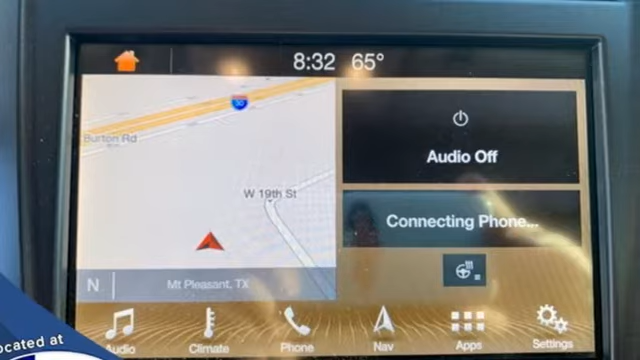 8:32 65°
30
Burton Rd
Audio Off
W 19th St
Connecting Phone...
N Mt Pleasant, TX
Audio Climate Phone Nav Apps Settings
ocated at